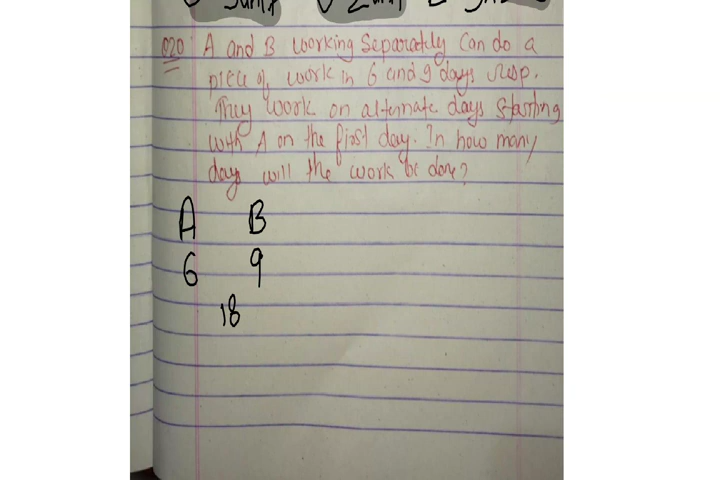 Q20 A and B working Separately Can do a
piece of work in 6 and 9 days resp.
They work on alternate days starting
with A on the first day. In how many
days will the work be done?
A B
6 9
18